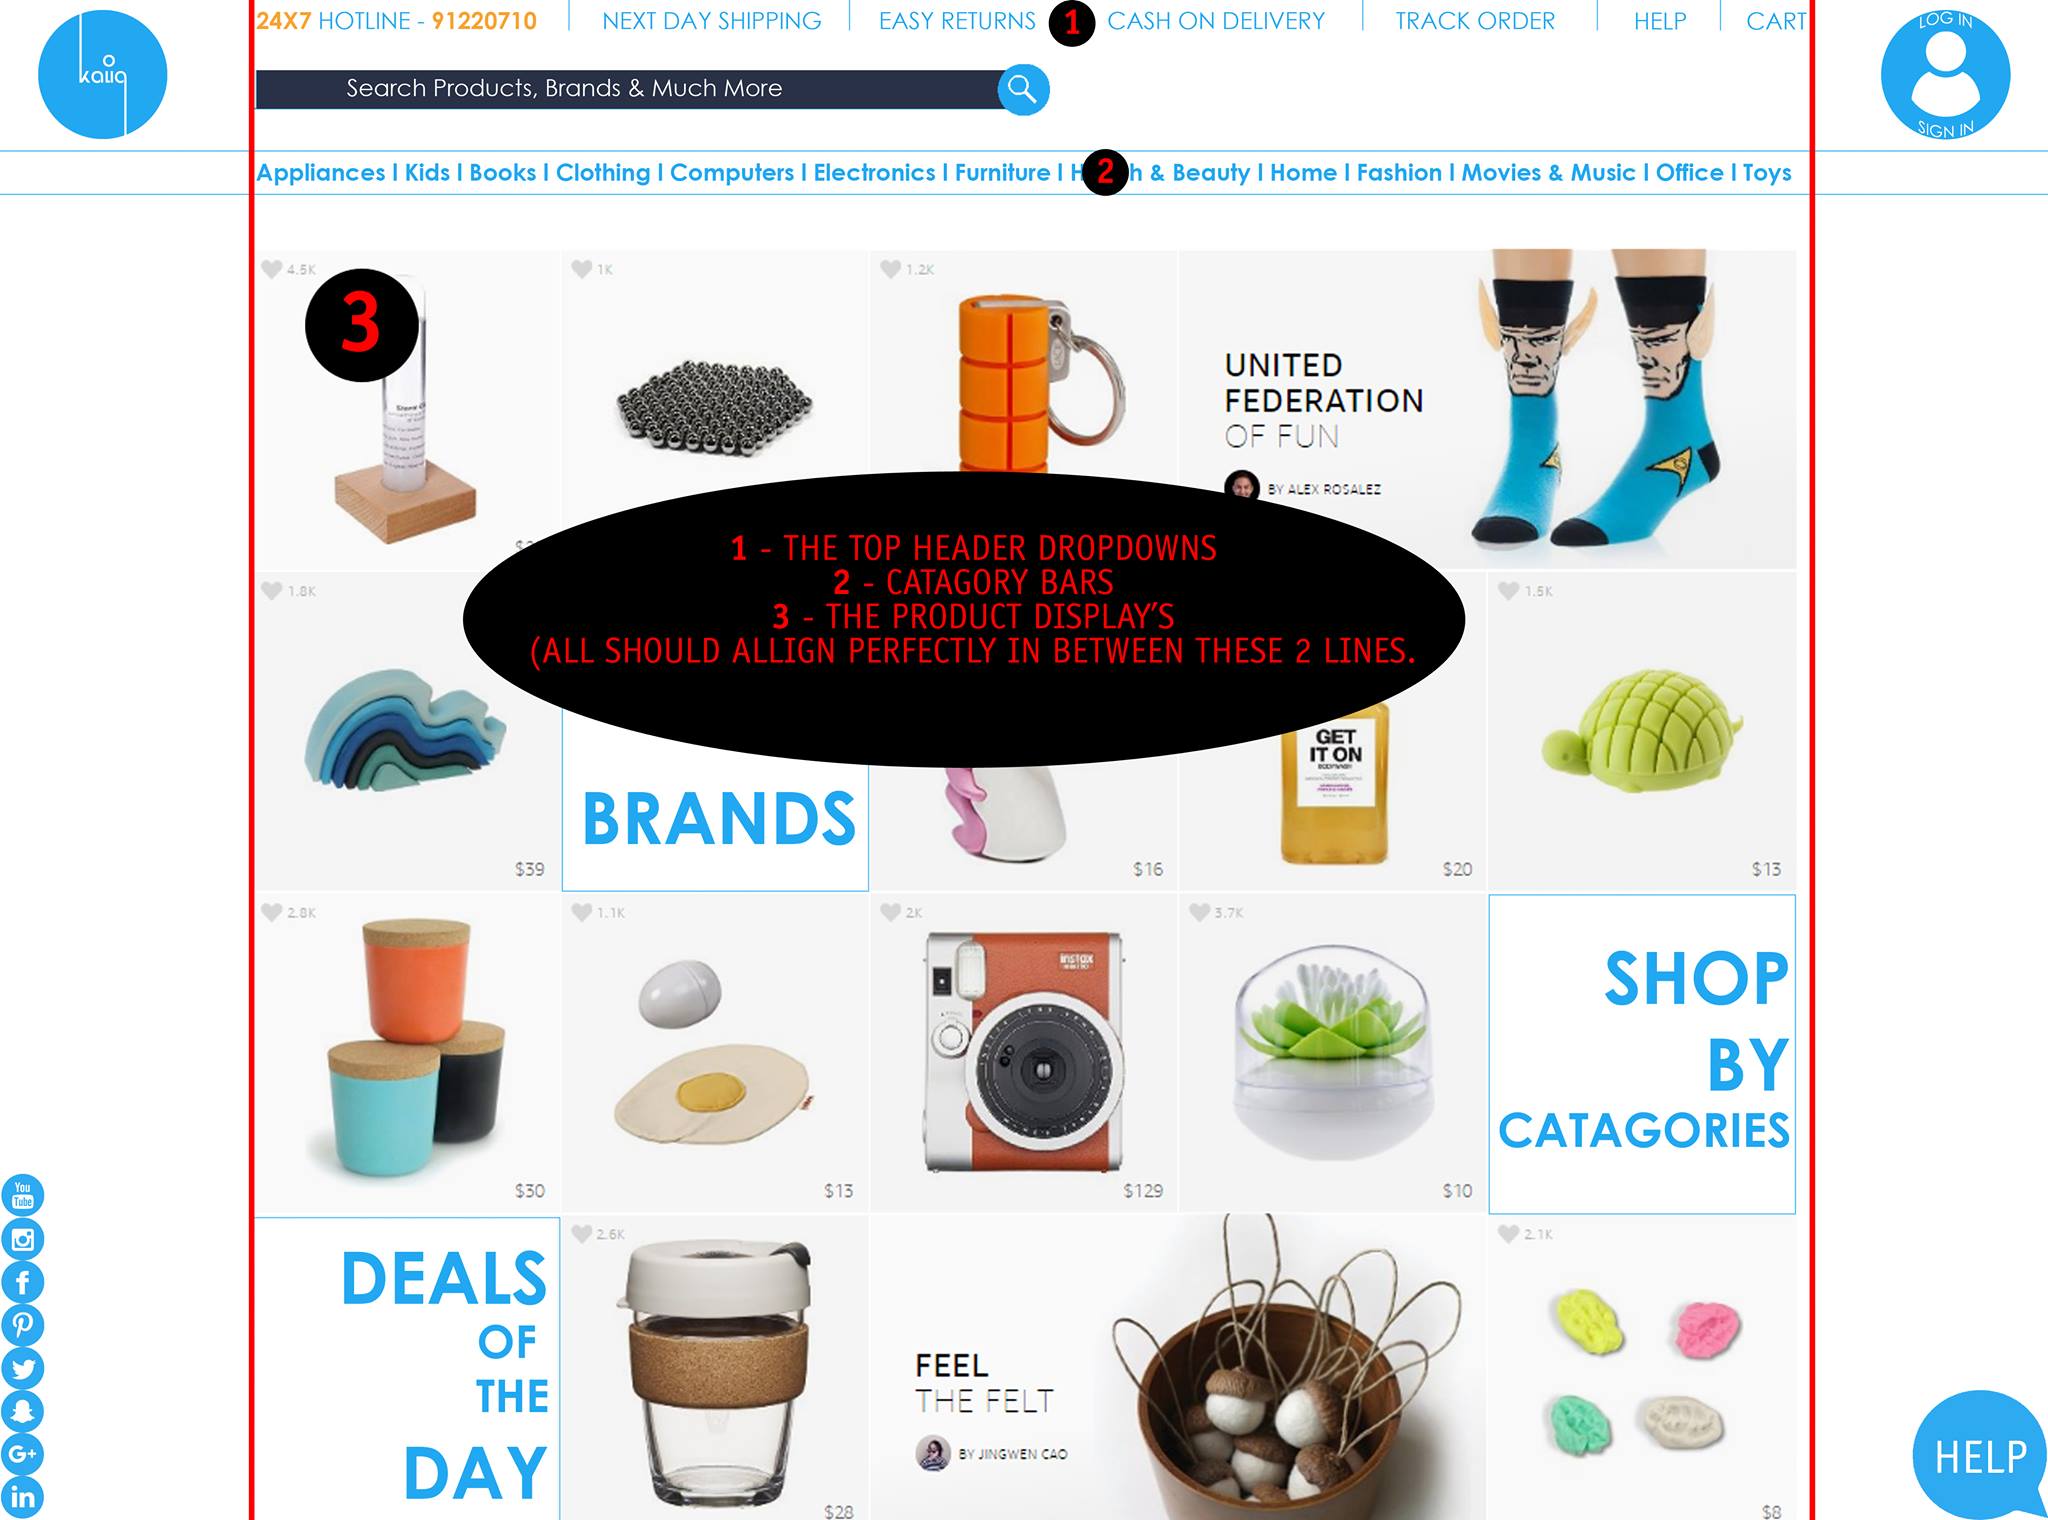 24X7 HOTLINE - 91220710
NEXT DAY SHIPPING
EASY RETURNS
1
CASH ON DELIVERY
TRACK ORDER
HELP
CART
LOG IN
SIGN IN
kaiiq
Search Products, Brands & Much More
Appliances l Kids l Books l Clothing l Computers l Electronics l Furniture l H 2 h & Beauty l Home l Fashion l Movies & Music l Office l Toys
4.5K
1K
1.2K
3
UNITED
FEDERATION
OF FUN
BY ALEX ROSALEZ
1 - THE TOP HEADER DROPDOWNS
2 - CATAGORY BARS
3 - THE PRODUCT DISPLAY'S
(ALL SHOULD ALLIGN PERFECTLY IN BETWEEN THESE 2 LINES.
1.8K
1.5K
GET
IT ON
BODYWASH
BRANDS
$39
$16
$20
$13
2.8K
1.1K
2K
3.7K
instax
SHOP
BY
CATAGORIES
$30
$13
$129
$10
DEALS
OF
THE
DAY
2.6K
2.1K
FEEL
THE FELT
BY JINGWEN CAO
$28
$8
You
Tube
f
G+
in
HELP